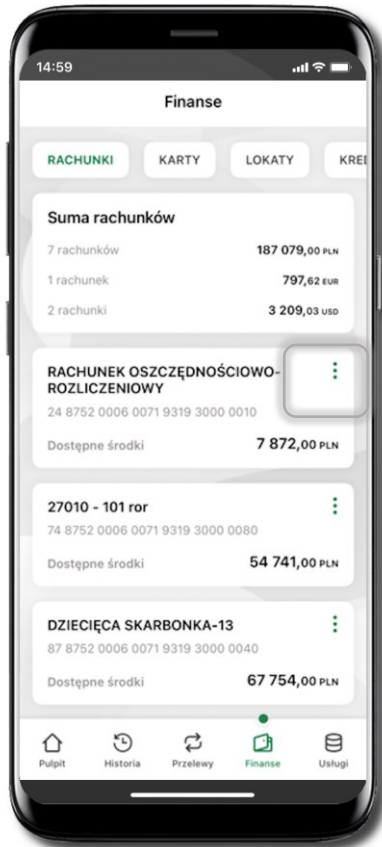 14:59
Finanse
RACHUNKI KARTY LOKATY KRE
Suma rachunków
7 rachunków 187 079,00 PLN
1 rachunek 797,62 EUR
2 rachunki 3 209,03 USD
RACHUNEK OSZCZĘDNOŚCIOWO-
ROZLICZENIOWY
24 8752 0006 0071 9319 3000 0010
Dostępne środki 7 872,00 PLN
27010 - 101 ror
74 8752 0006 0071 9319 3000 0080
Dostępne środki 54 741,00 PLN
DZIECIĘCA SKARBONKA-13
87 8752 0006 0071 9319 3000 0040
Dostępne środki 67 754,00 PLN
Pulpit Historia Przelewy Finanse Usługi